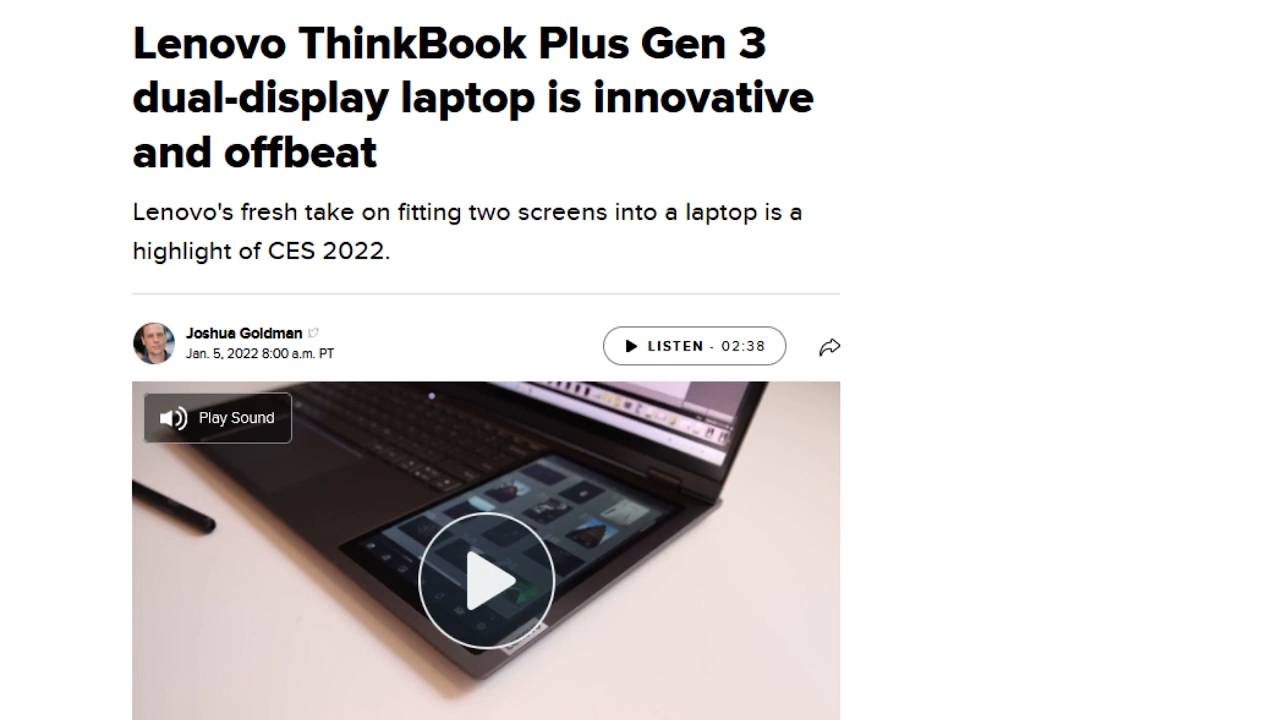 Lenovo ThinkBook Plus Gen 3
dual-display laptop is innovative
and offbeat
Lenovo's fresh take on fitting two screens into a laptop is a
highlight of CES 2022.
Joshua Goldman
Jan. 5, 2022 8:00 a.m. PT
LISTEN - 02:38
Play Sound